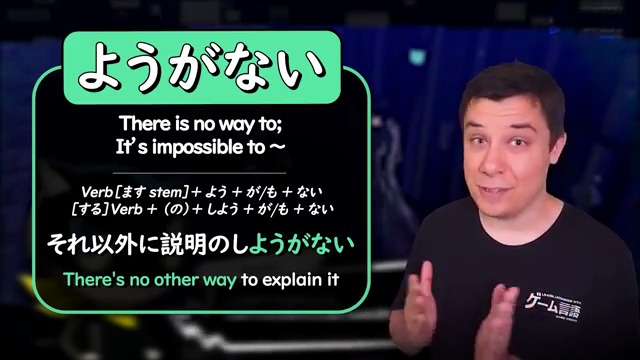 ようがない
There is no way to;
It's impossible to ～
Verb [ます stem] + よう + が/も + ない
[する] Verb + （の）+ しよう + が/も + ない
それ以外に説明のしようがない
There's no other way to explain it
ゲーム言語